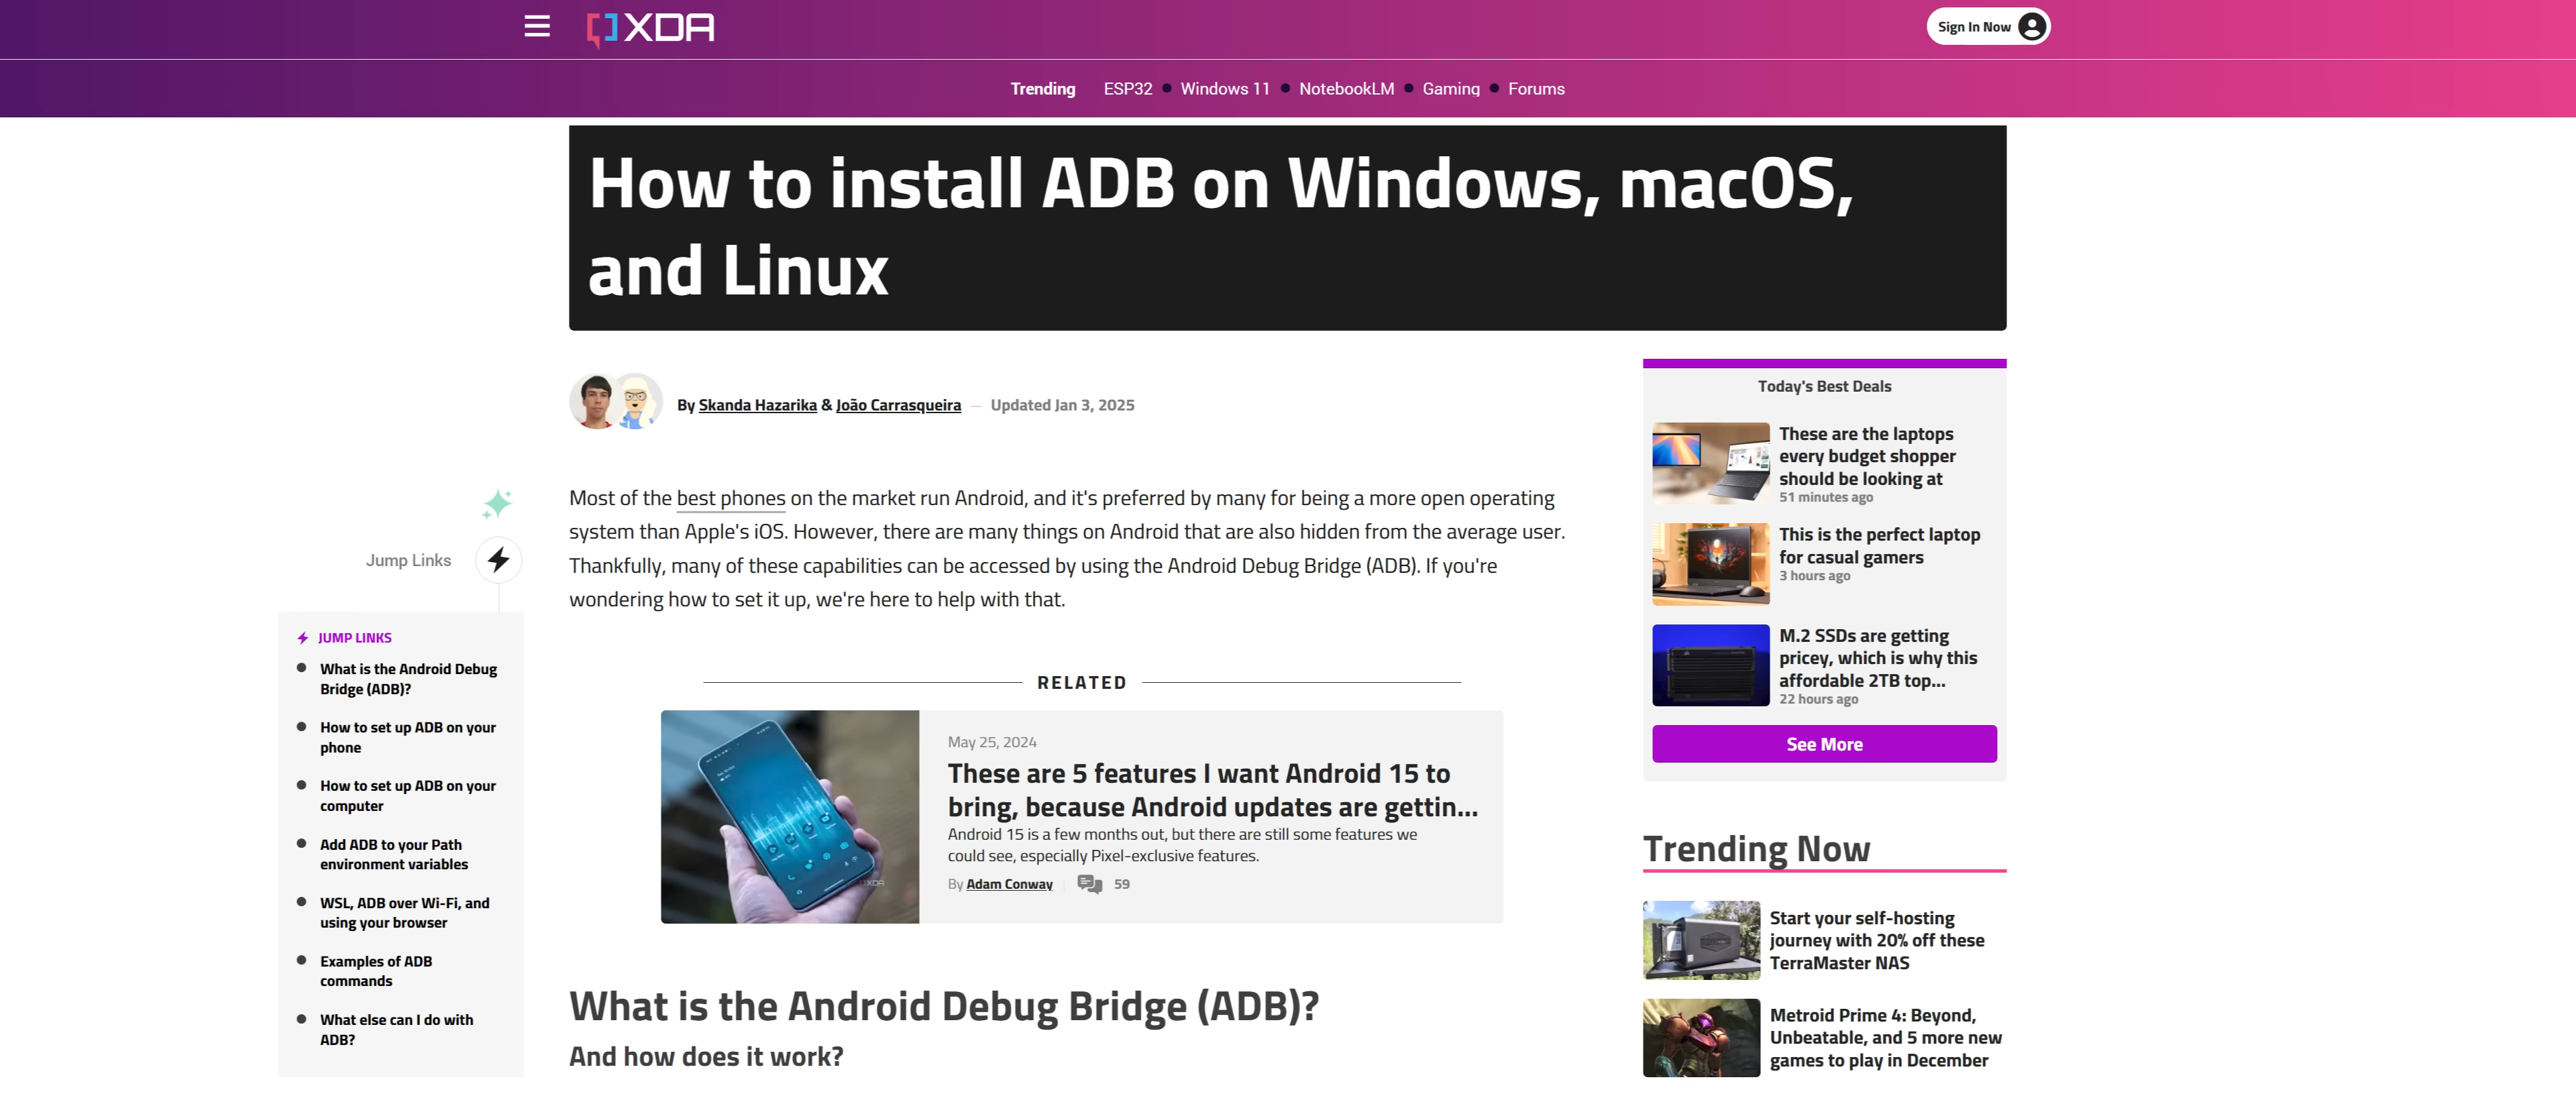 XDA
Sign In Now
Trending ESP32 Windows 11 NotebookLM Gaming Forums
How to install ADB on Windows, macOS,
and Linux
By Skanda Hazarika & João Carrasqueira — Updated Jan 3, 2025
Jump Links
JUMP LINKS
What is the Android Debug
Bridge (ADB)?
How to set up ADB on your
phone
How to set up ADB on your
computer
Add ADB to your Path
environment variables
WSL, ADB over Wi-Fi, and
using your browser
Examples of ADB
commands
What else can I do with
ADB?
Most of the best phones on the market run Android, and it's preferred by many for being a more open operating
system than Apple's iOS. However, there are many things on Android that are also hidden from the average user.
Thankfully, many of these capabilities can be accessed by using the Android Debug Bridge (ADB). If you're
wondering how to set it up, we're here to help with that.
RELATED
XDA
May 25, 2024
These are 5 features I want Android 15 to
bring, because Android updates are gettin...
Android 15 is a few months out, but there are still some features we
could see, especially Pixel-exclusive features.
By Adam Conway 59
What is the Android Debug Bridge (ADB)?
And how does it work?
Today's Best Deals
These are the laptops
every budget shopper
should be looking at
51 minutes ago
This is the perfect laptop
for casual gamers
3 hours ago
M.2 SSDs are getting
pricey, which is why this
affordable 2TB top...
22 hours ago
See More
Trending Now
Start your self-hosting
journey with 20% off these
TerraMaster NAS
Metroid Prime 4: Beyond,
Unbeatable, and 5 more new
games to play in December